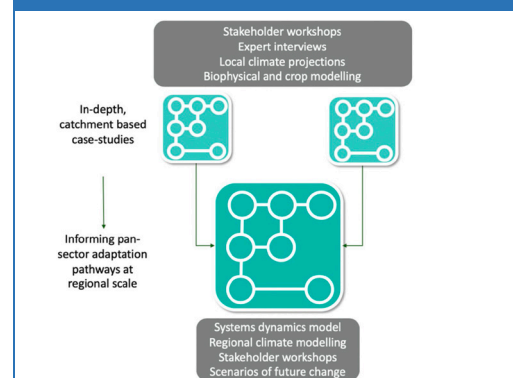 Stakeholder workshops
Expert interviews
Local climate projections
Biophysical and crop modelling
In-depth,
catchment based
case-studies
Informing pan-
sector adaptation
pathways at
regional scale
Systems dynamics model
Regional climate modelling
Stakeholder workshops
Scenarios of future change